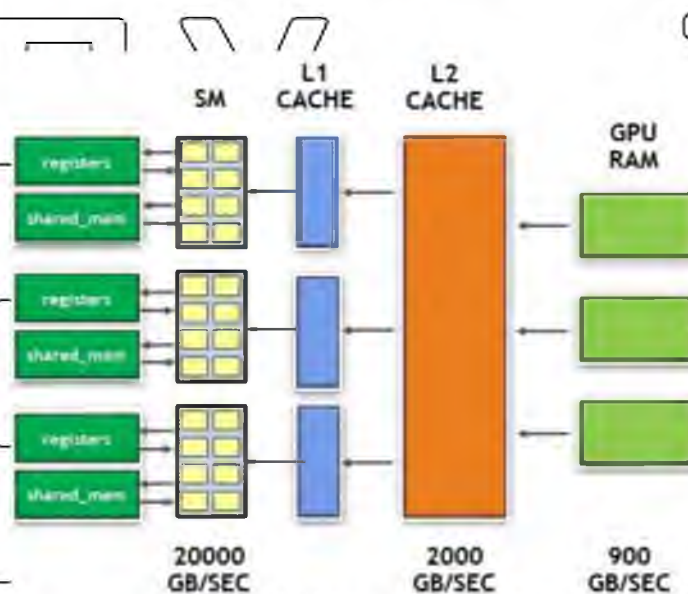 SM
L1
CACHE
L2
CACHE
GPU
RAM
registers
shared_mem
registers
shared_mem
registers
shared_mem
20000
GB/SEC
2000
GB/SEC
900
GB/SEC